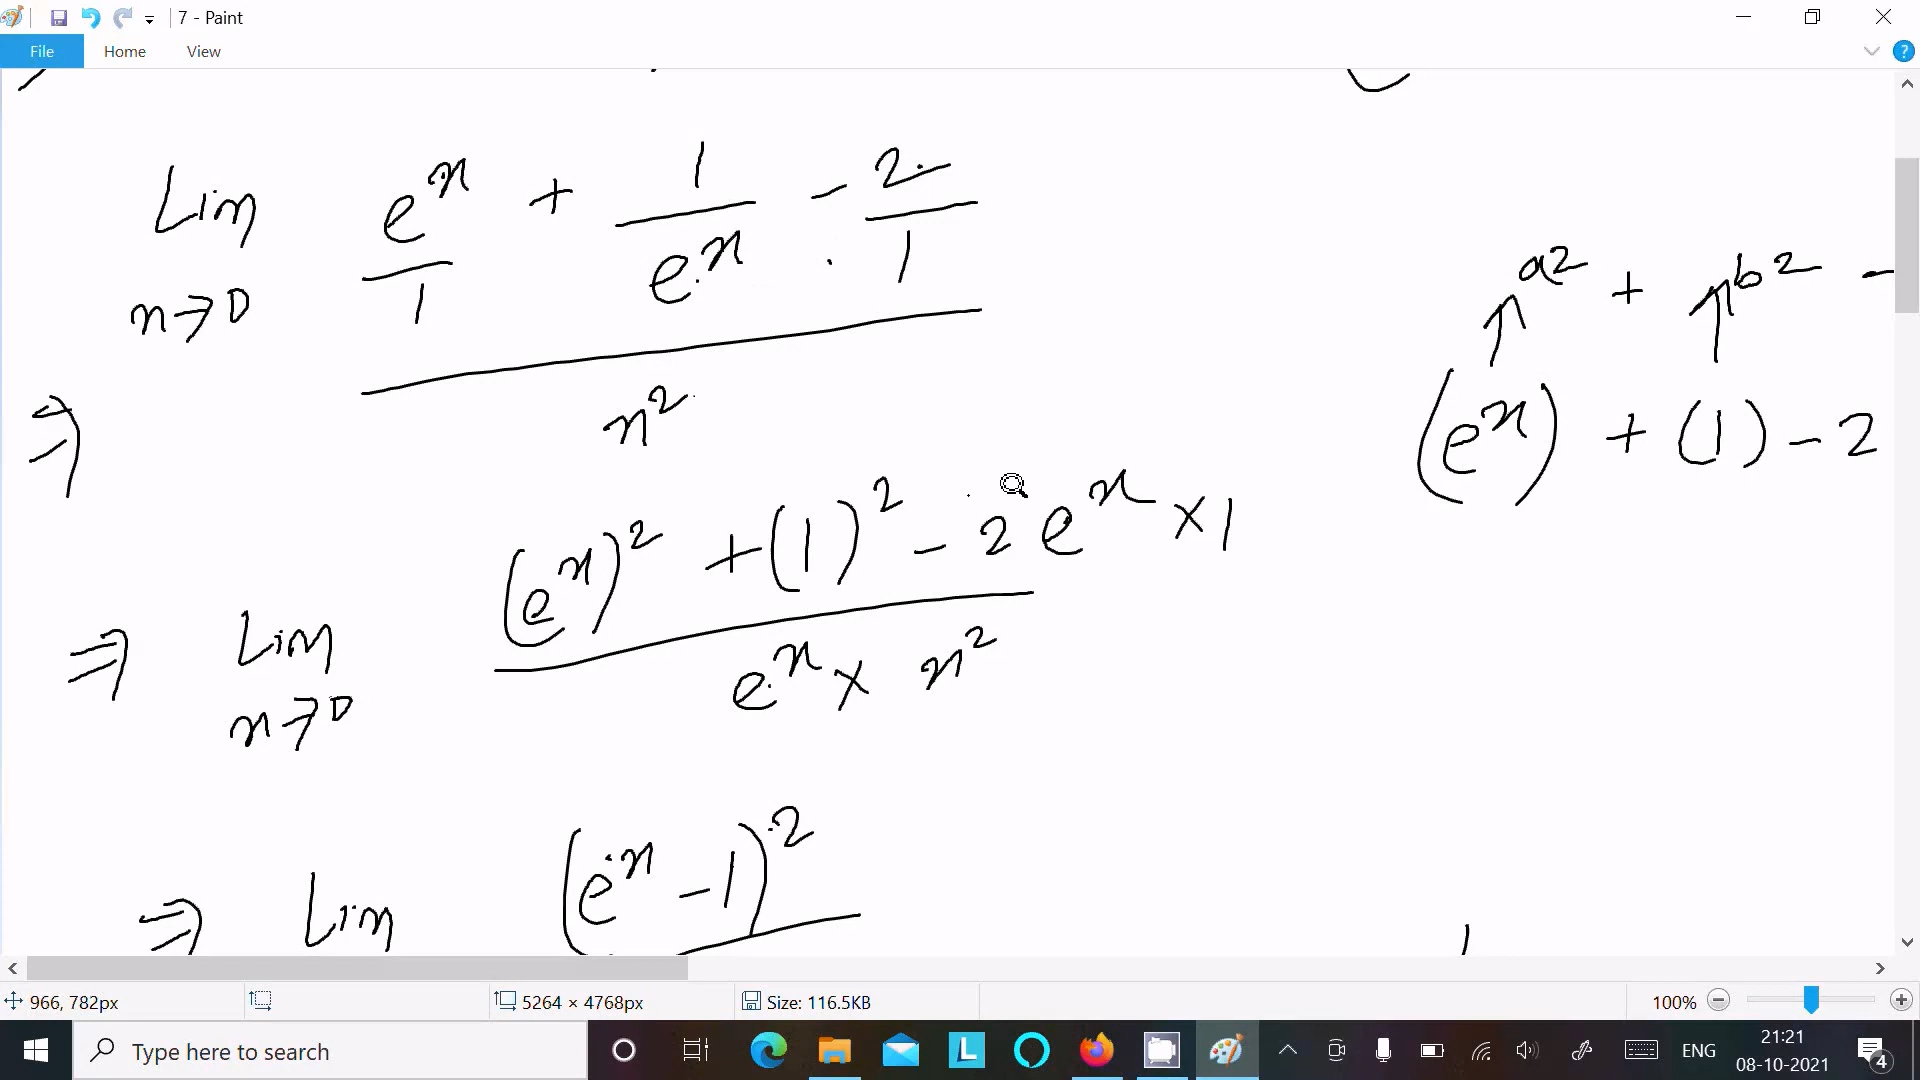 7 - Paint
File Home View
Lim e^x/1 + 1/e^x - 2/1
x→0
x^2
a^2 + b^2 -
(e^x) + (1) - 2
⇒
(e^x)^2 + (1)^2 - 2 e^x × 1
⇒ Lim
x→0
e^x × x^2
(e^x - 1)^2
⇒ Lim
966, 782px 5264 × 4768px Size: 116.5KB 100%
Type here to search
ENG 21:21
08-10-2021
4